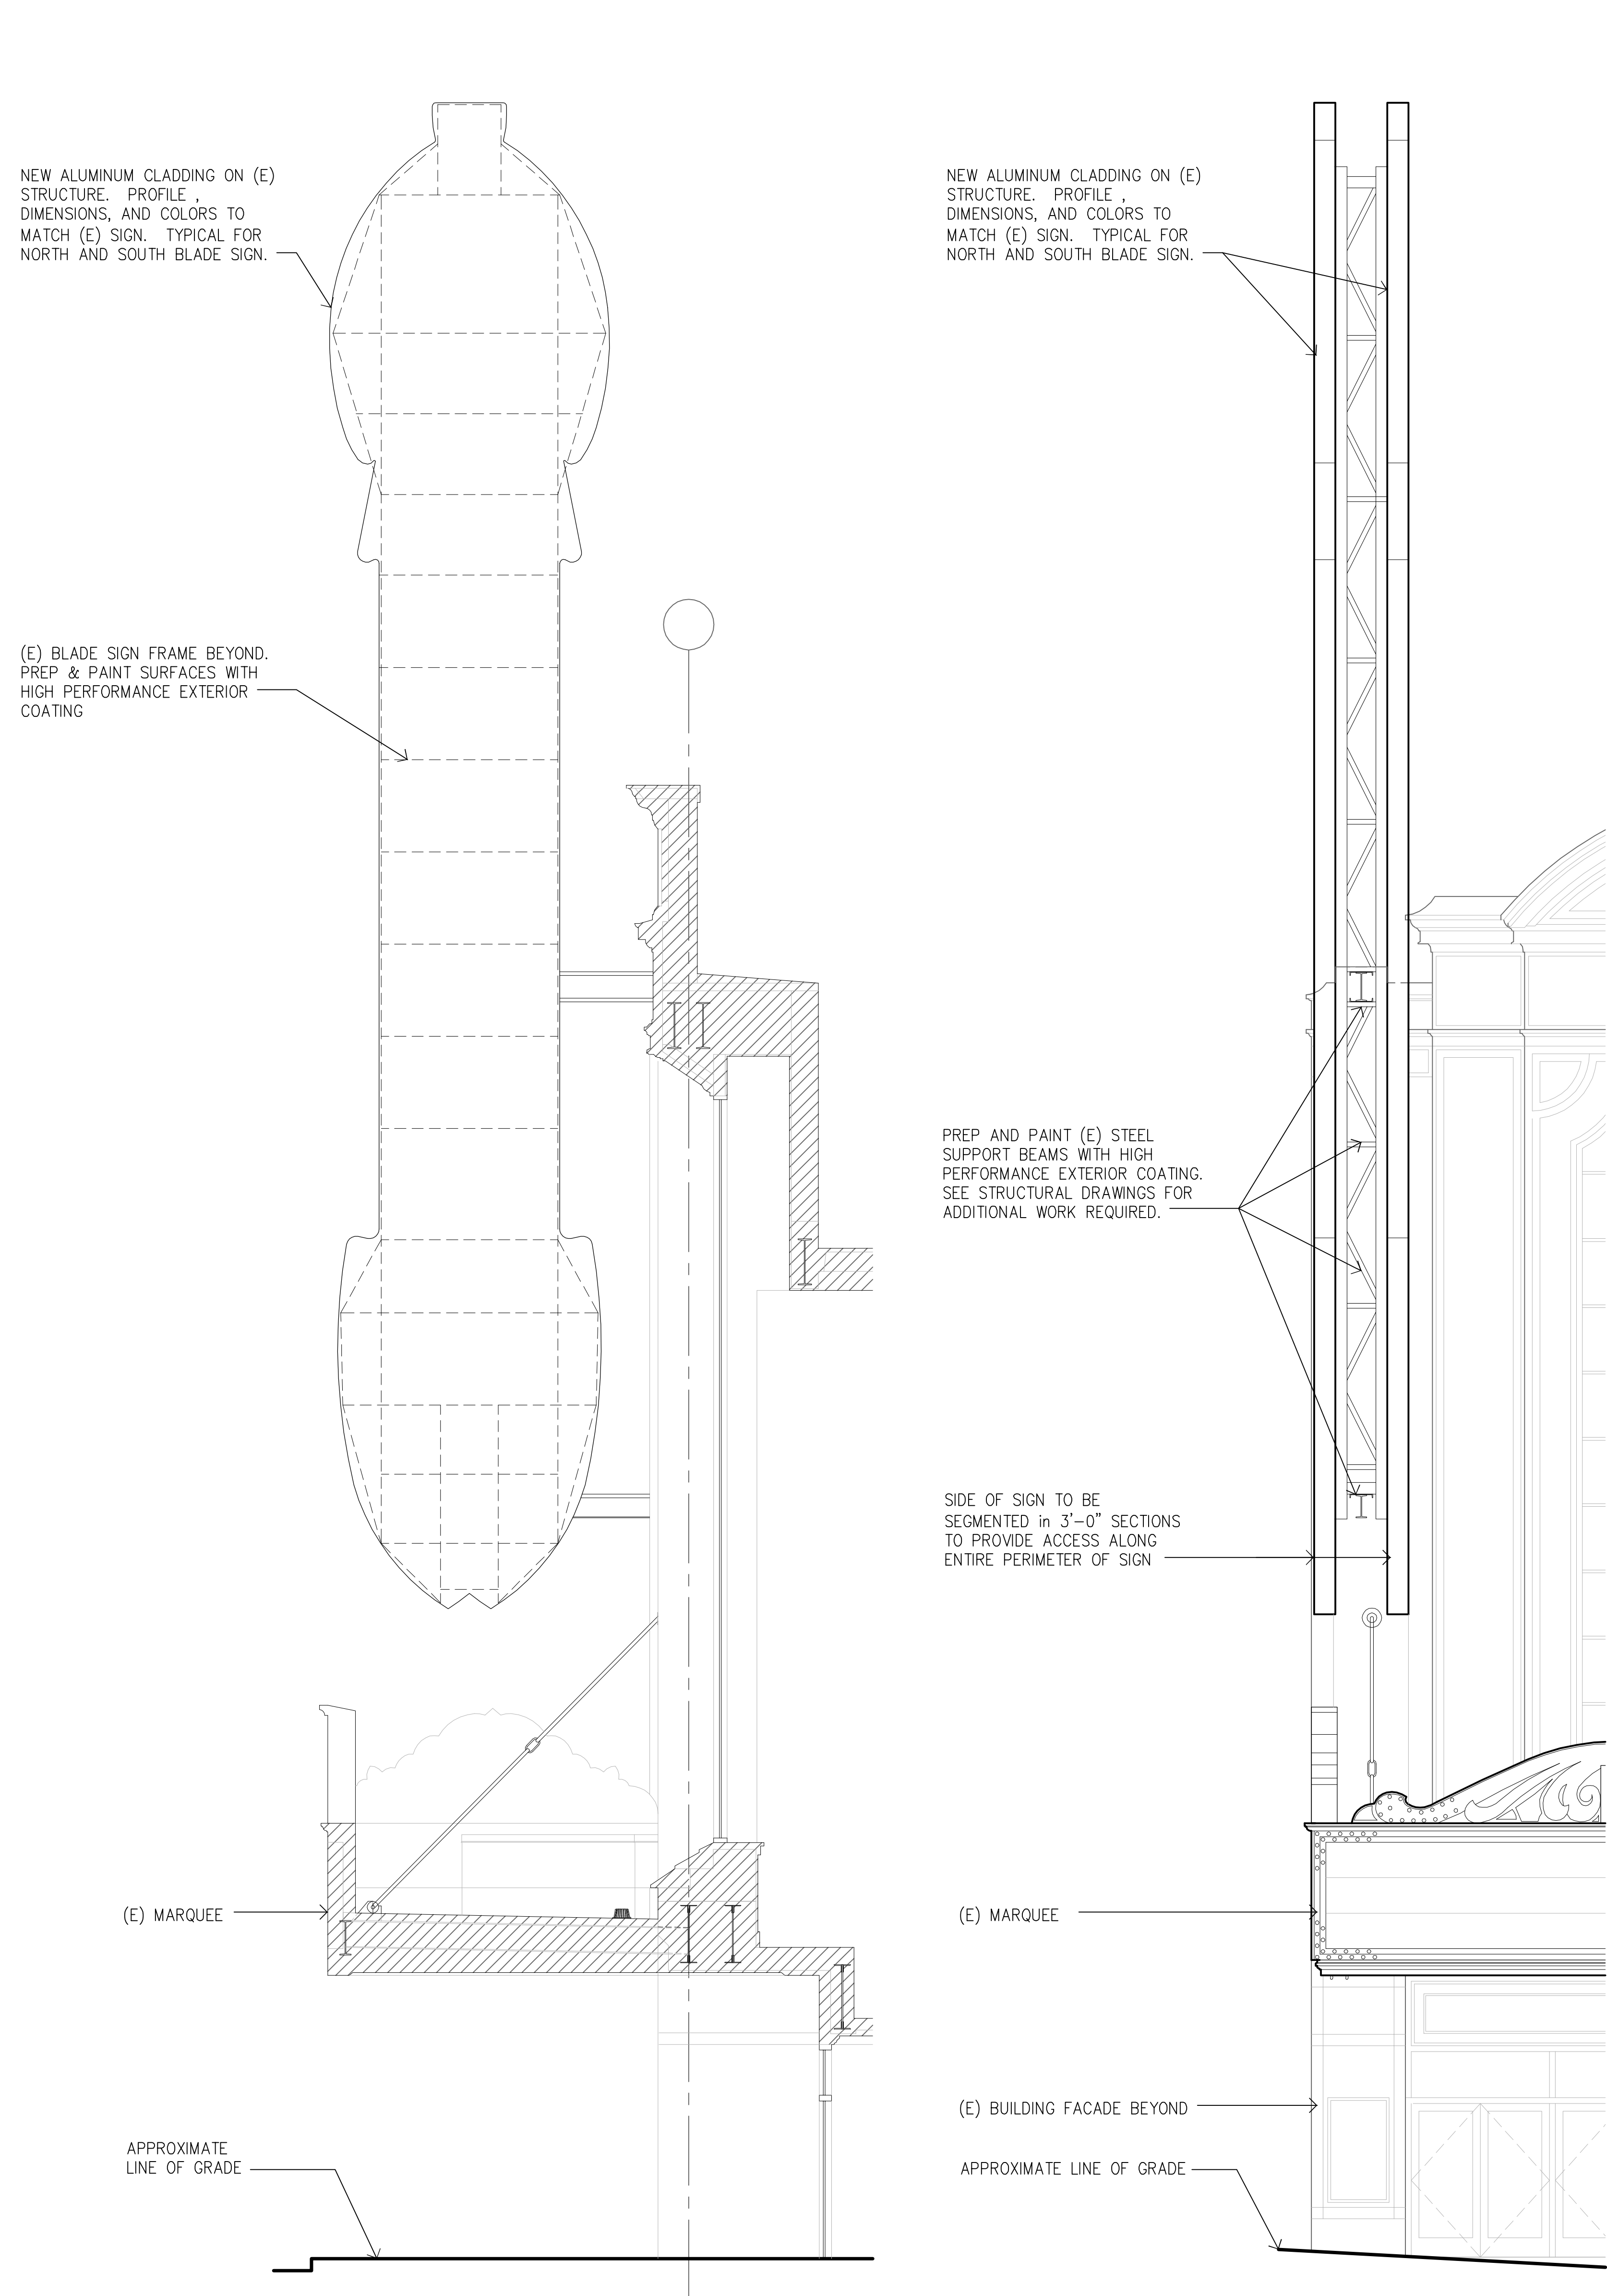 NEW ALUMINUM CLADDING ON (E)
STRUCTURE. PROFILE ,
DIMENSIONS, AND COLORS TO
MATCH (E) SIGN. TYPICAL FOR
NORTH AND SOUTH BLADE SIGN.
(E) BLADE SIGN FRAME BEYOND.
PREP & PAINT SURFACES WITH
HIGH PERFORMANCE EXTERIOR
COATING
(E) MARQUEE
APPROXIMATE
LINE OF GRADE
NEW ALUMINUM CLADDING ON (E)
STRUCTURE. PROFILE ,
DIMENSIONS, AND COLORS TO
MATCH (E) SIGN. TYPICAL FOR
NORTH AND SOUTH BLADE SIGN.
PREP AND PAINT (E) STEEL
SUPPORT BEAMS WITH HIGH
PERFORMANCE EXTERIOR COATING.
SEE STRUCTURAL DRAWINGS FOR
ADDITIONAL WORK REQUIRED.
SIDE OF SIGN TO BE
SEGMENTED in 3'-0" SECTIONS
TO PROVIDE ACCESS ALONG
ENTIRE PERIMETER OF SIGN
(E) MARQUEE
(E) BUILDING FACADE BEYOND
APPROXIMATE LINE OF GRADE